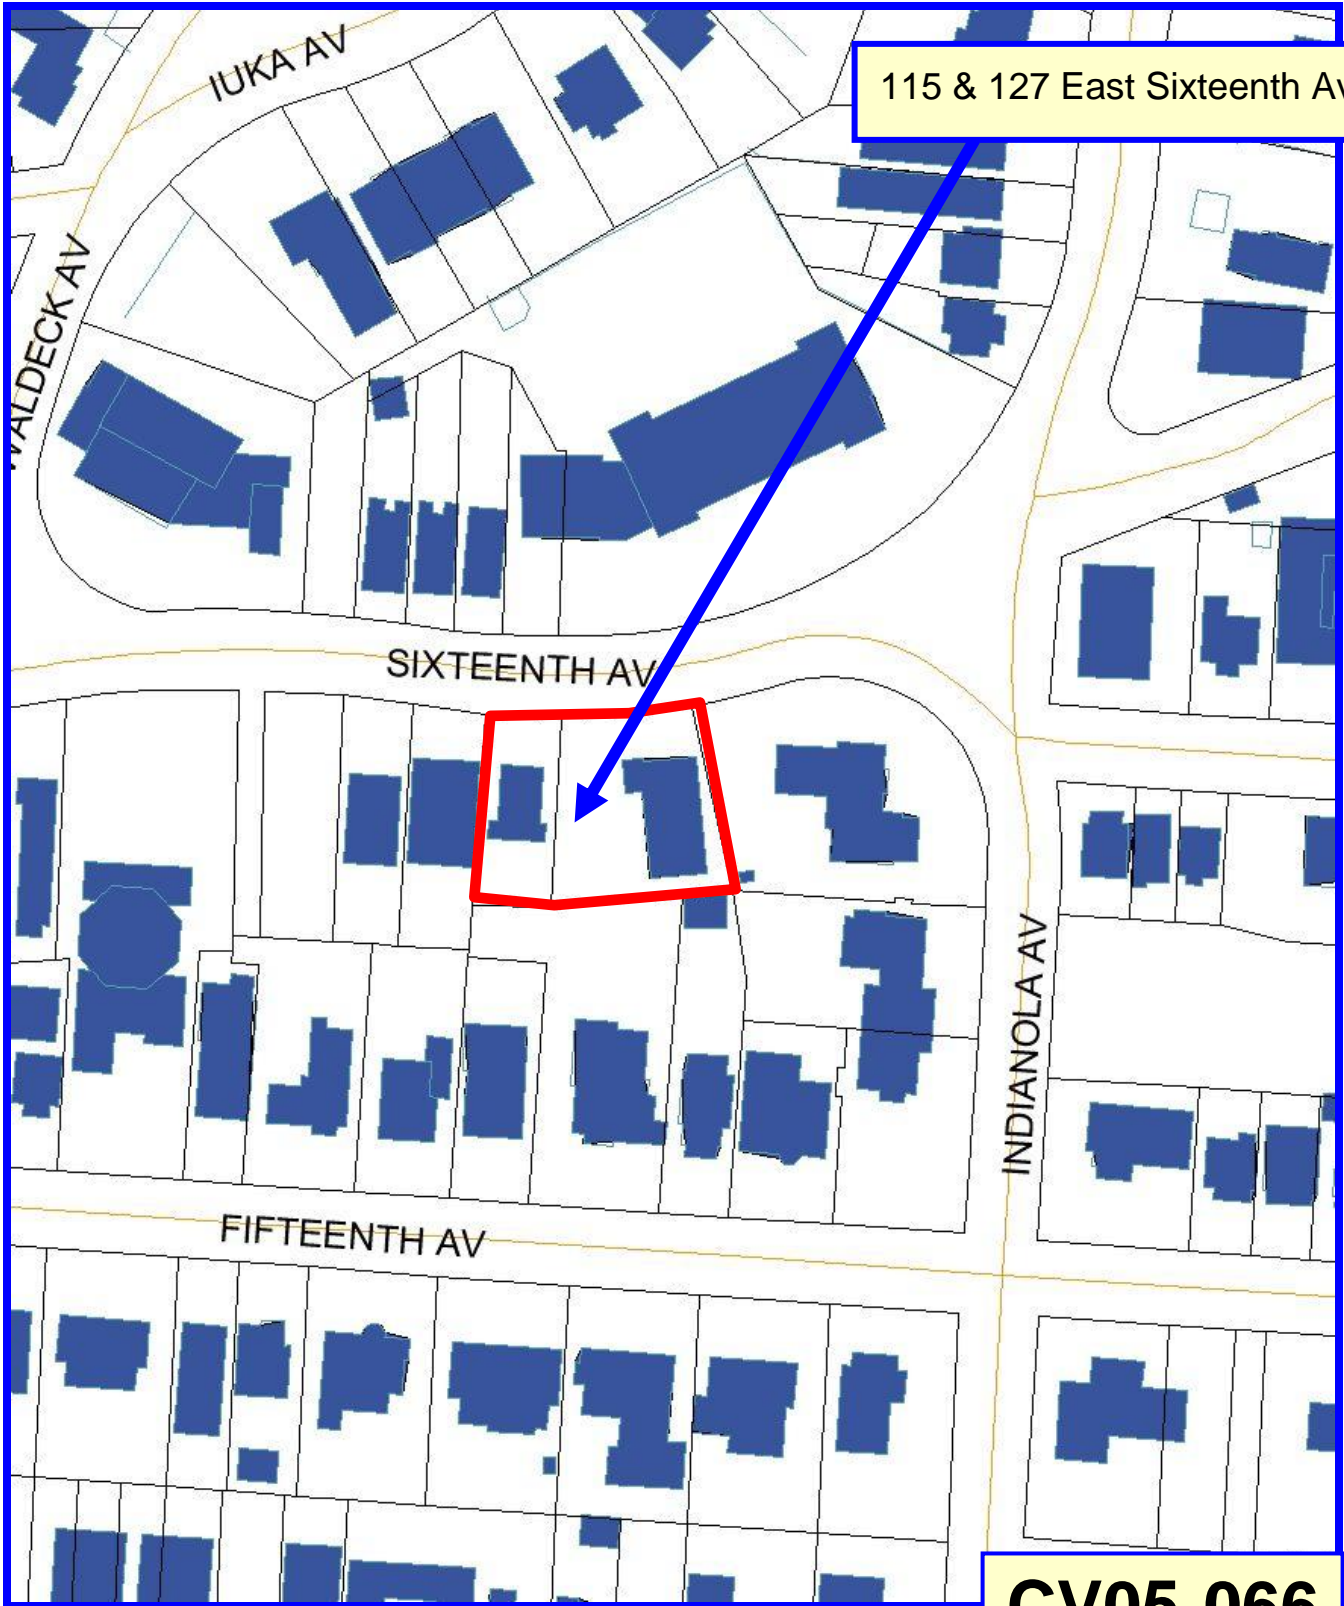 IUKA AV
115 & 127 East Sixteenth Av
WALDECK AV
SIXTEENTH AV
INDIANOLA AV
FIFTEENTH AV
CV05-066